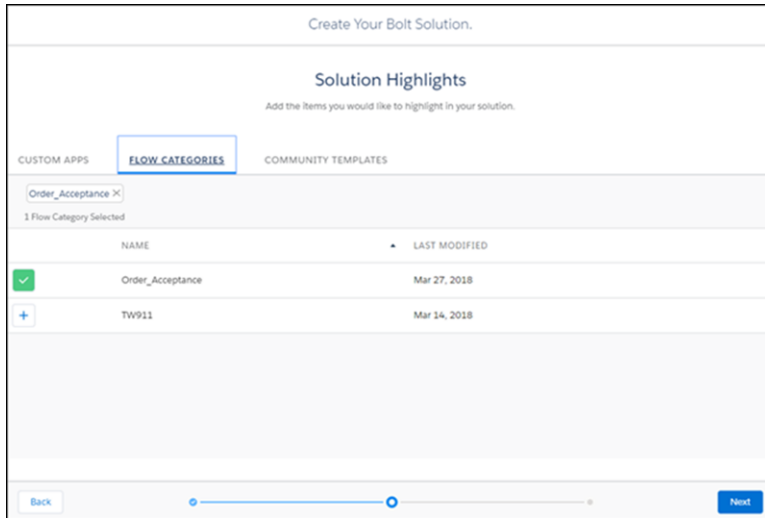 Create Your Bolt Solution.
Solution Highlights
Add the items you would like to highlight in your solution.
CUSTOM APPS FLOW CATEGORIES COMMUNITY TEMPLATES
Order_Acceptance ×
1 Flow Category Selected
NAME LAST MODIFIED
Order_Acceptance Mar 27, 2018
TW911 Mar 14, 2018
Back Next